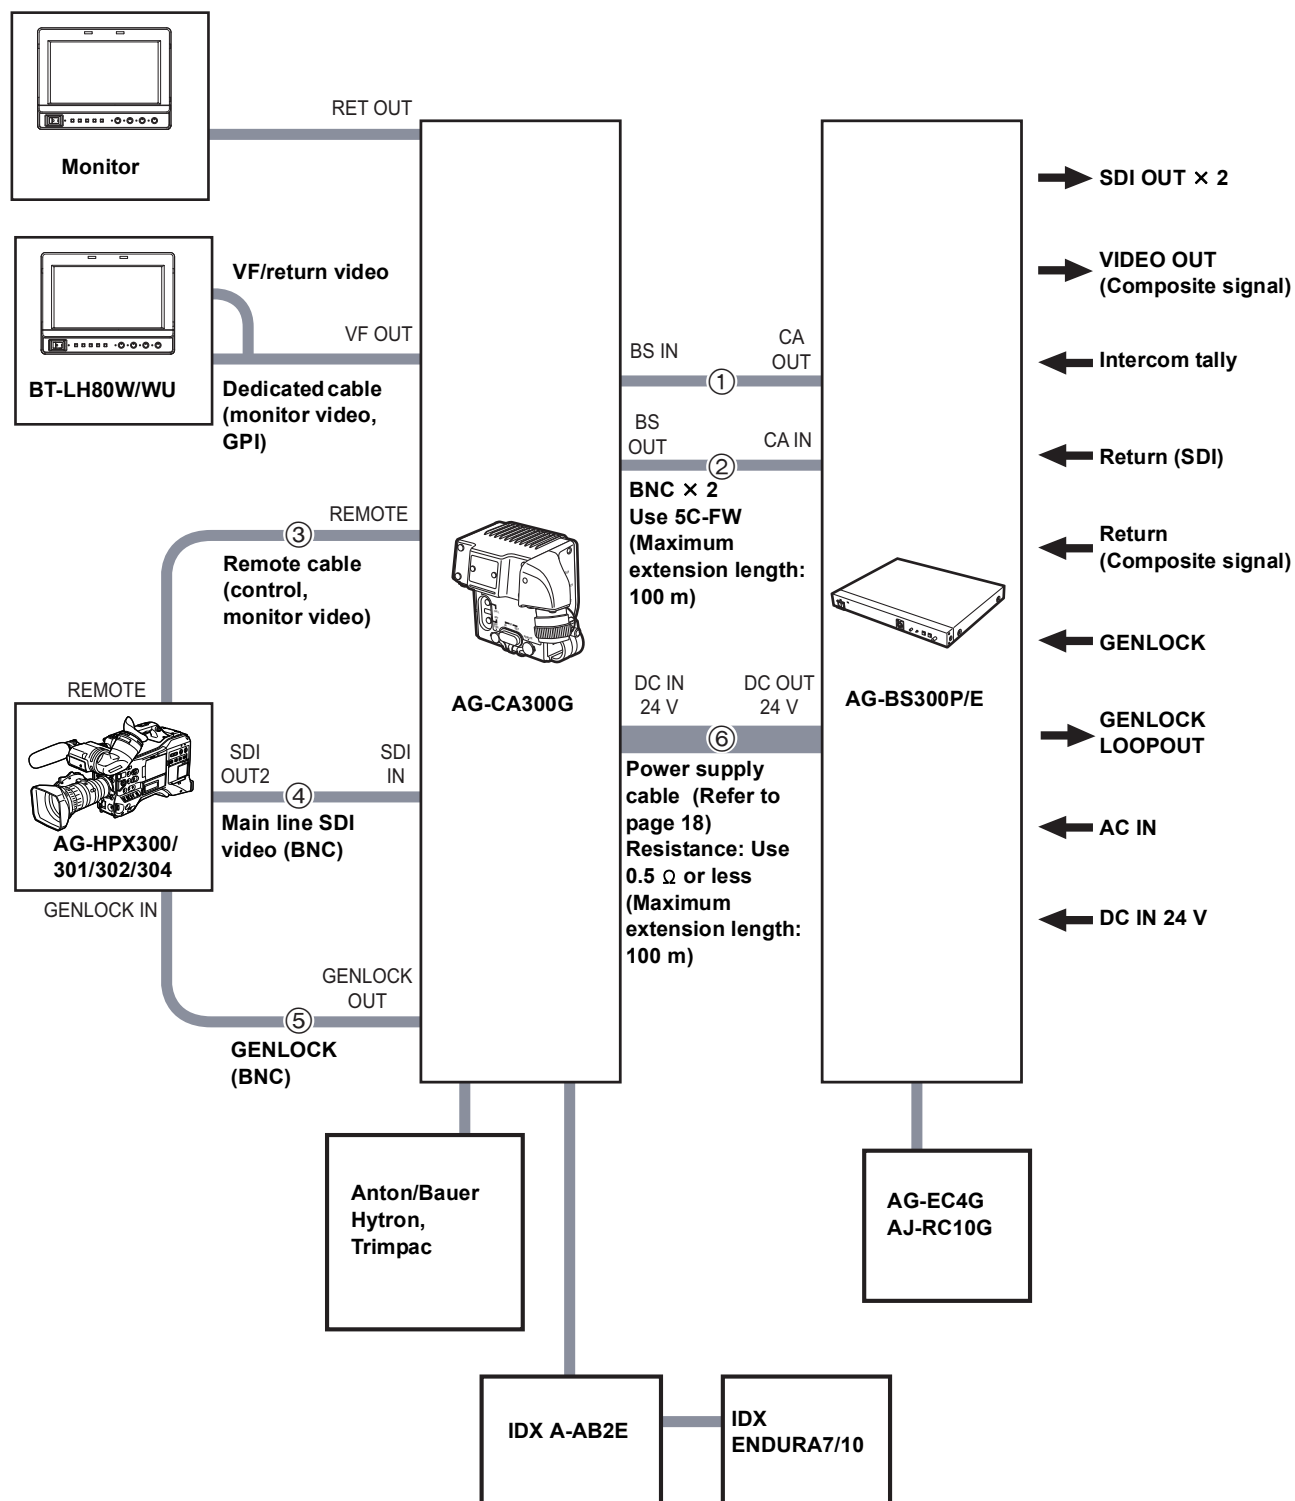 RET OUT
Monitor
VF/return video
VF OUT
BT-LH80W/WU
Dedicated cable
(monitor video,
GPI)
REMOTE
③
Remote cable
(control,
monitor video)
REMOTE
SDI
OUT2
SDI
IN
④
Main line SDI
video (BNC)
AG-HPX300/
301/302/304
GENLOCK IN
GENLOCK
OUT
⑤
GENLOCK
(BNC)
AG-CA300G
BS IN
CA
OUT
①
BS
OUT
CA IN
②
BNC × 2
Use 5C-FW
(Maximum
extension length:
100 m)
DC IN
24 V
DC OUT
24 V
⑥
Power supply
cable (Refer to
page 18)
Resistance: Use
0.5 Ω or less
(Maximum
extension length:
100 m)
AG-BS300P/E
SDI OUT × 2
VIDEO OUT
(Composite signal)
Intercom tally
Return (SDI)
Return
(Composite signal)
GENLOCK
GENLOCK
LOOPOUT
AC IN
DC IN 24 V
Anton/Bauer
Hytron,
Trimpac
AG-EC4G
AJ-RC10G
IDX A-AB2E
IDX
ENDURA7/10